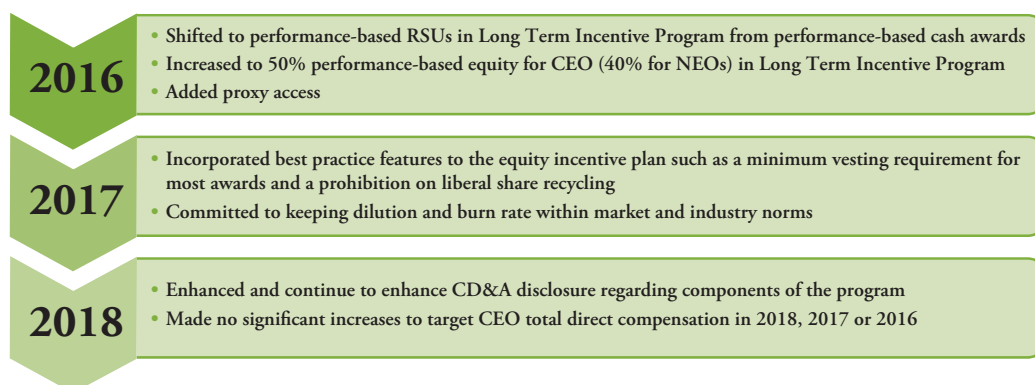 2016
• Shifted to performance-based RSUs in Long Term Incentive Program from performance-based cash awards
• Increased to 50% performance-based equity for CEO (40% for NEOs) in Long Term Incentive Program
• Added proxy access
2017
• Incorporated best practice features to the equity incentive plan such as a minimum vesting requirement for
most awards and a prohibition on liberal share recycling
• Committed to keeping dilution and burn rate within market and industry norms
2018
• Enhanced and continue to enhance CD&A disclosure regarding components of the program
• Made no significant increases to target CEO total direct compensation in 2018, 2017 or 2016